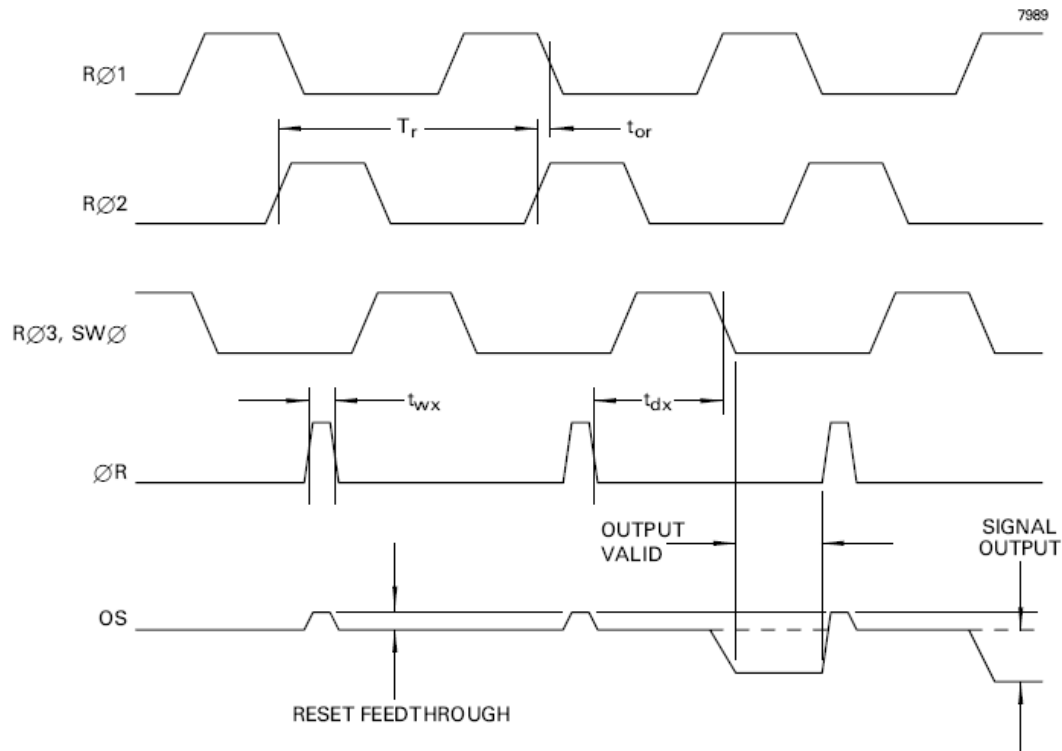 7989
RØ1
Tr
tor
RØ2
RØ3, SWØ
twx
tdx
ØR
OUTPUT
VALID
SIGNAL
OUTPUT
OS
RESET FEEDTHROUGH